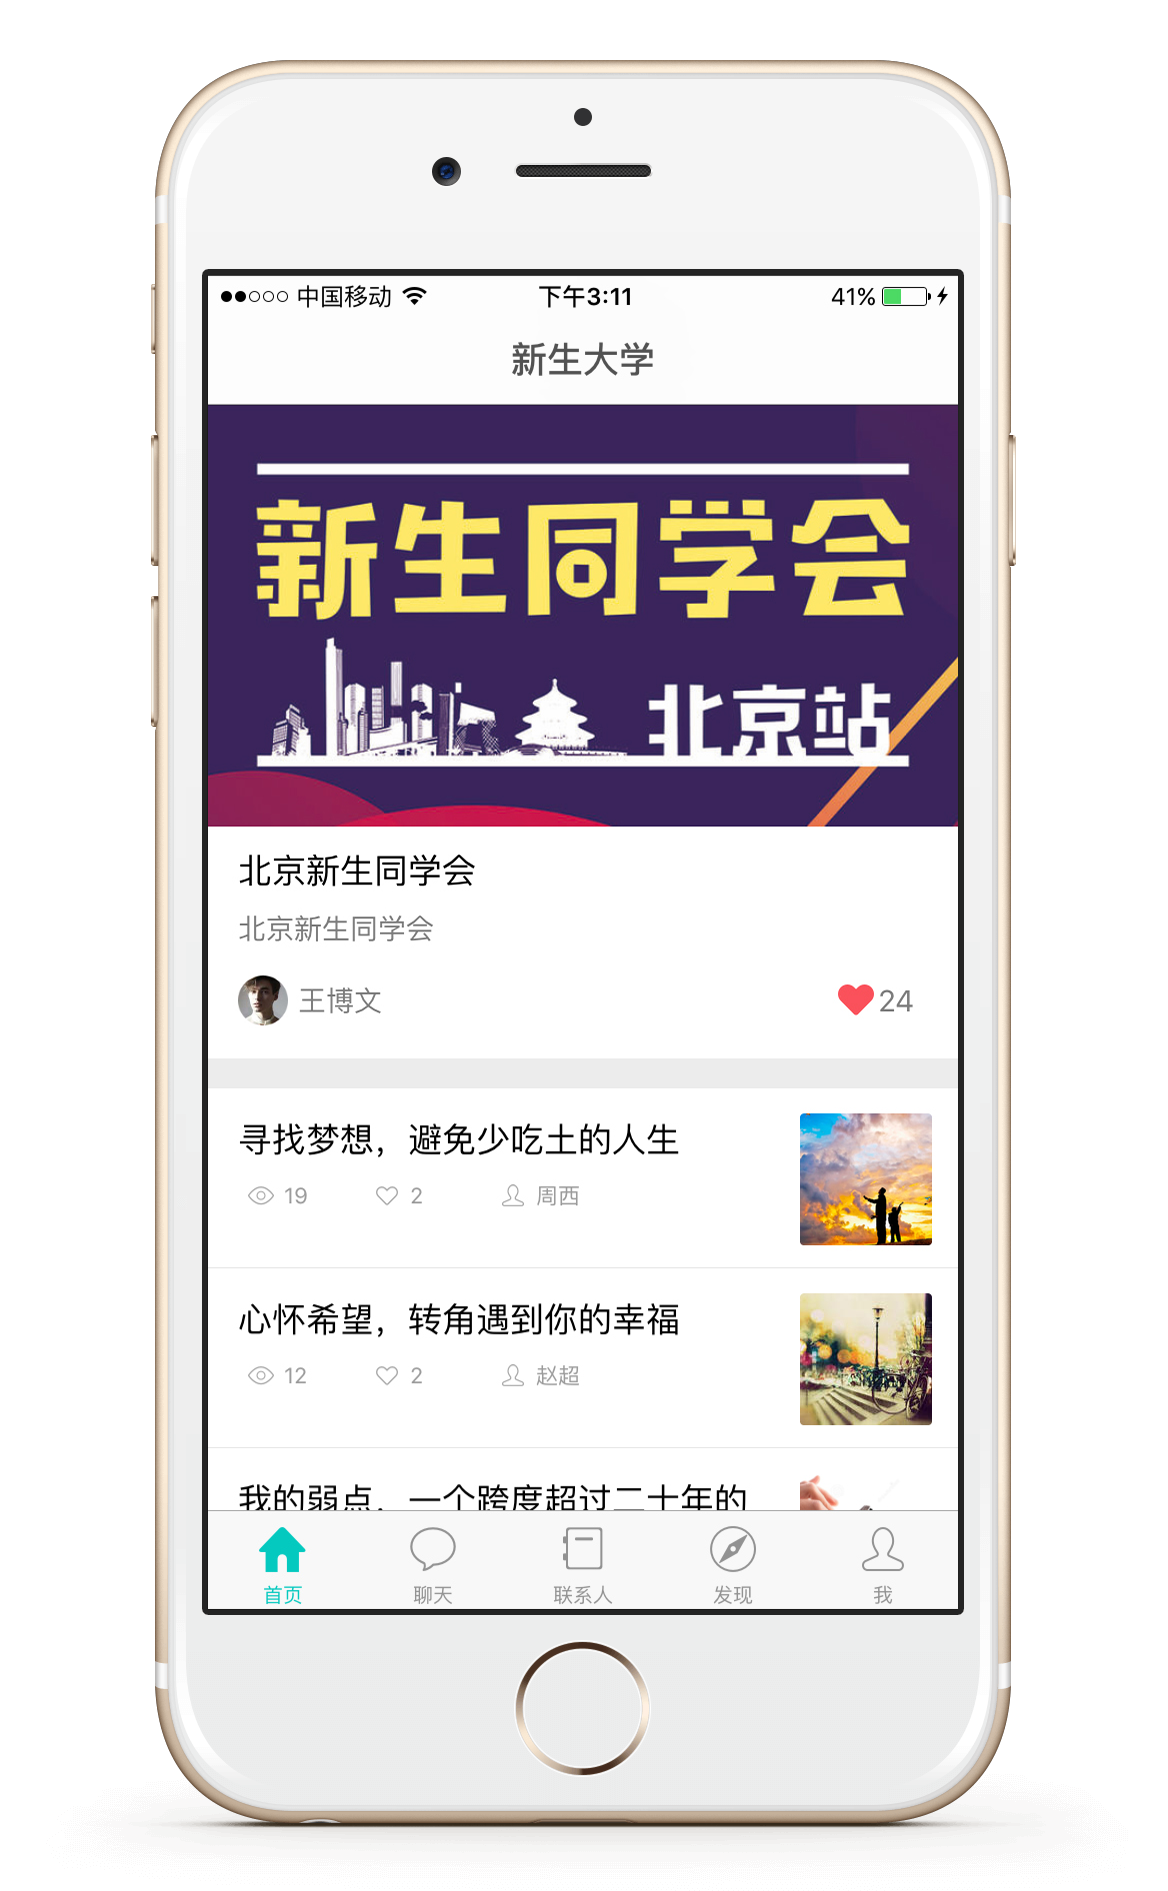 中国移动 下午3:11 41%
新生大学
新生同学会
北京站
北京新生同学会
北京新生同学会
王博文 24
寻找梦想，避免少吃土的人生
19 2 周西
心怀希望，转角遇到你的幸福
12 2 赵超
我的弱点，一个跨度超过二十年的
首页 聊天 联系人 发现 我